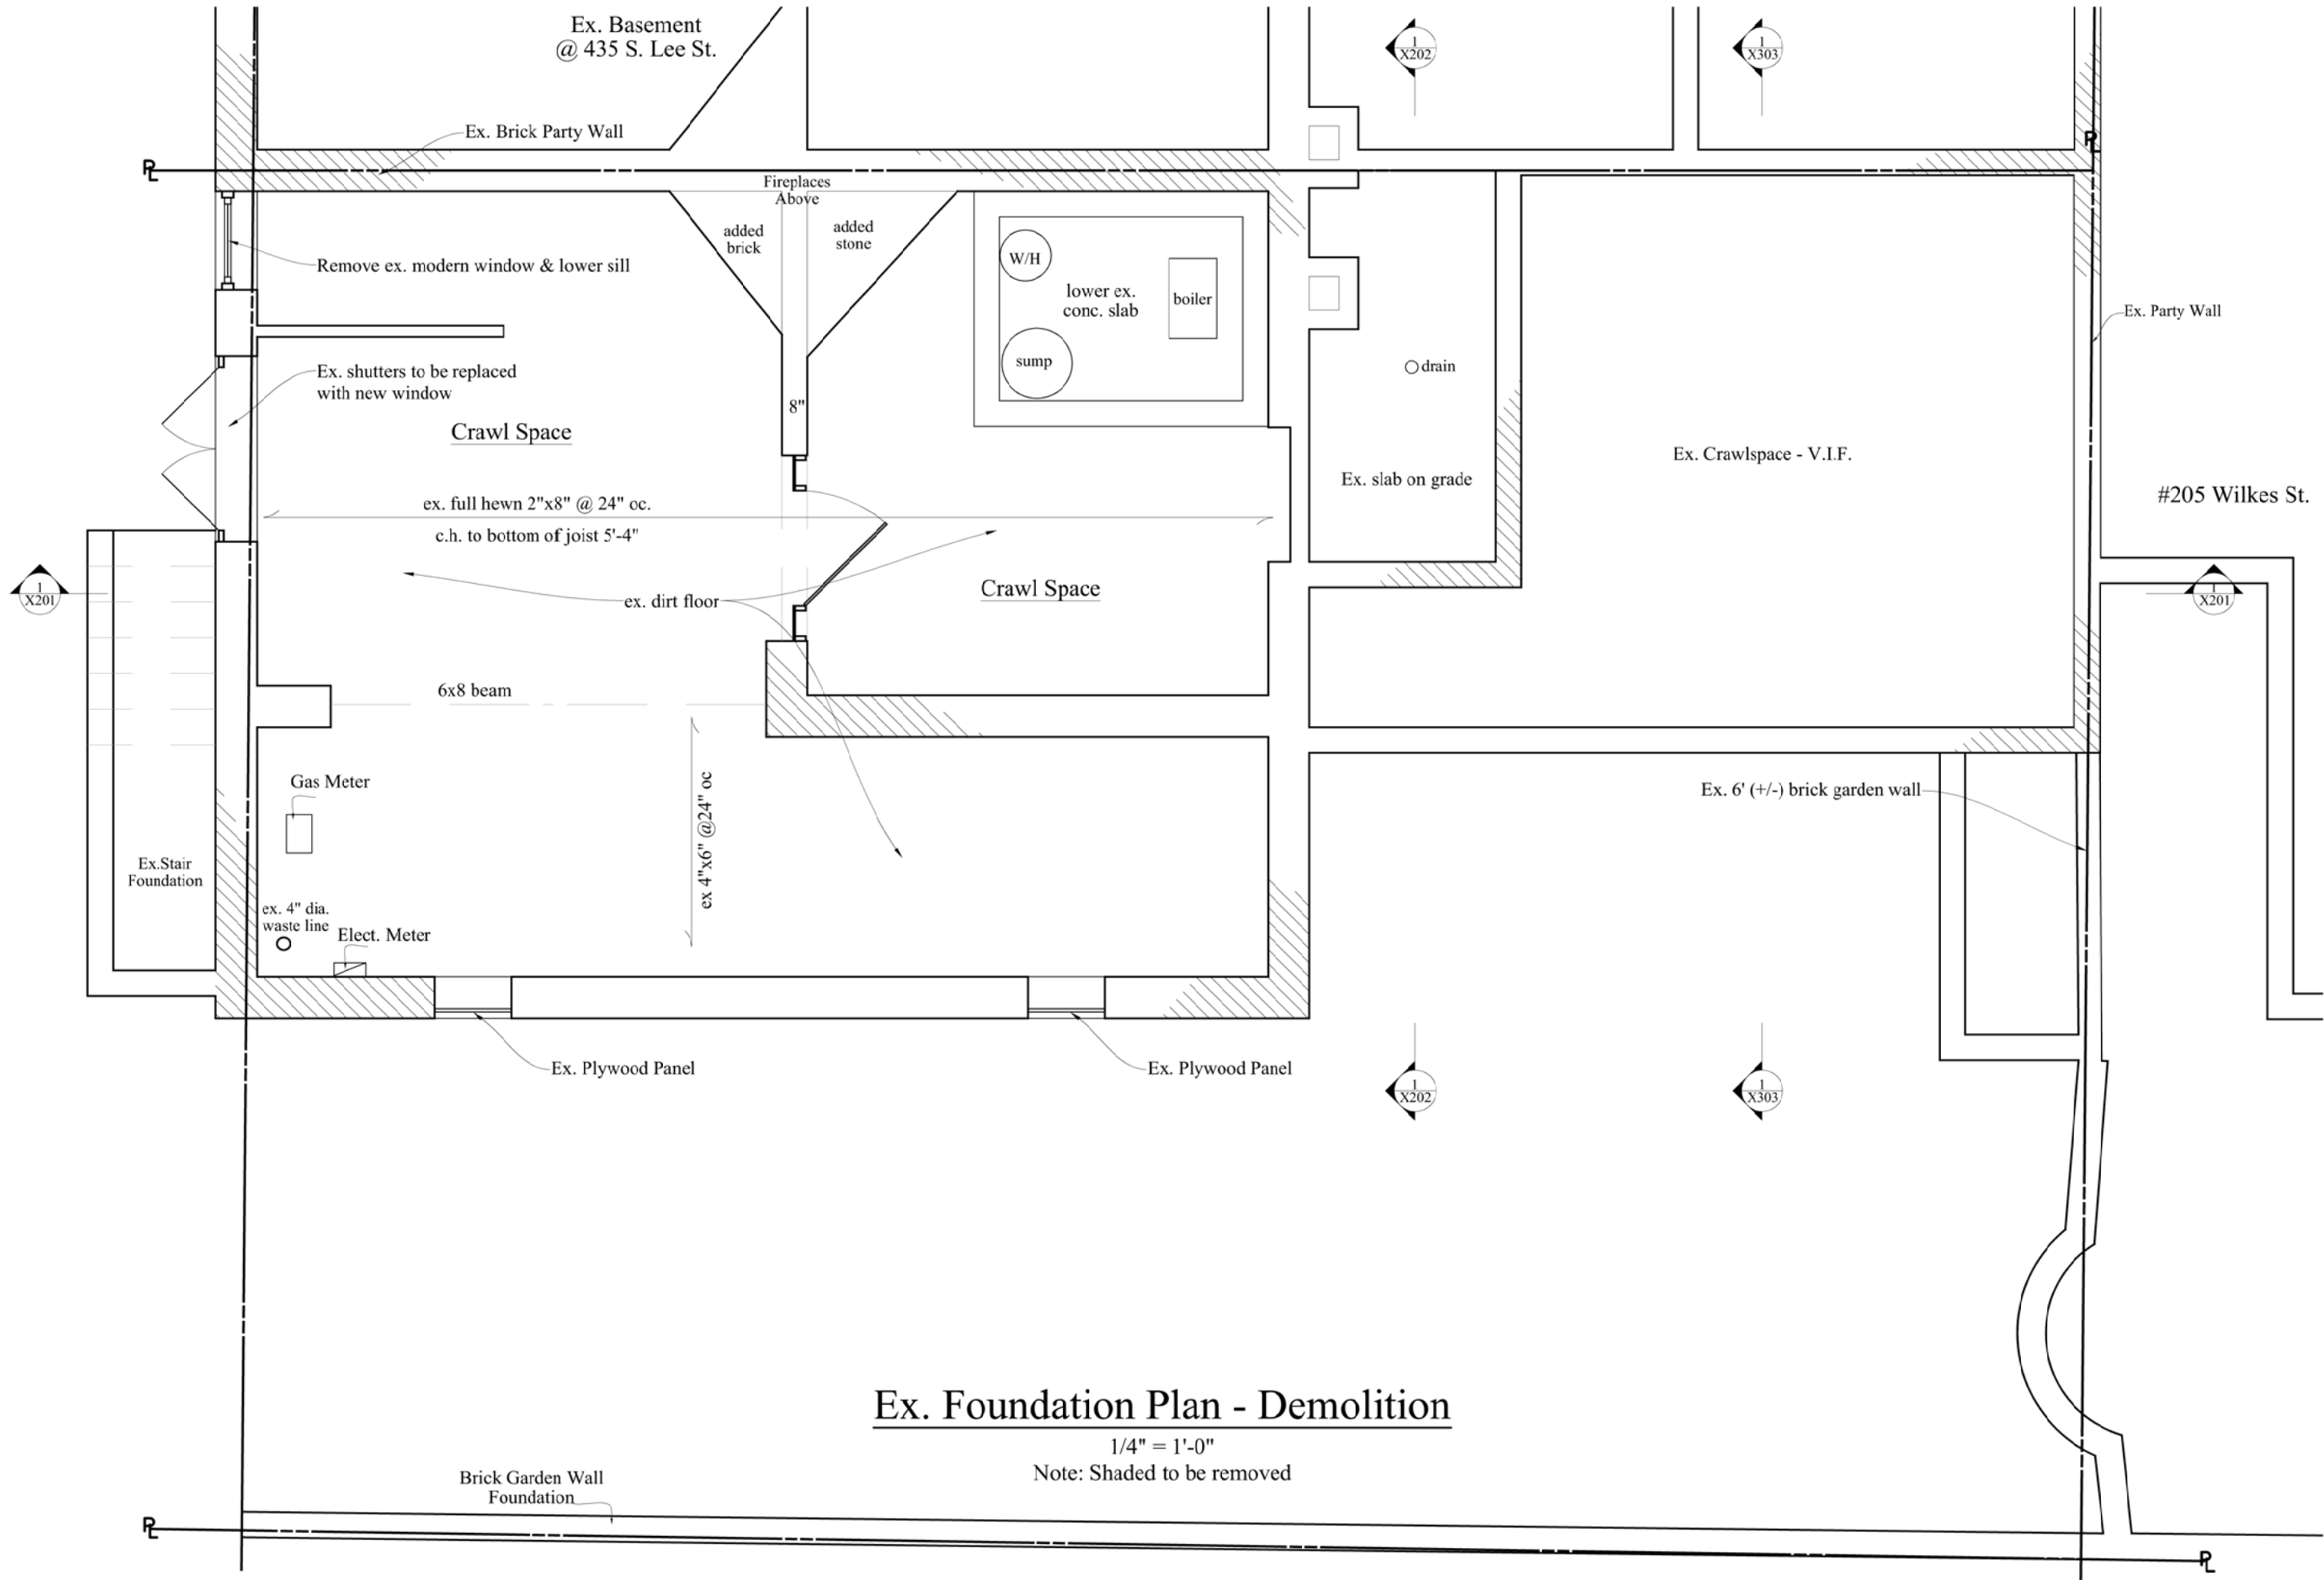 Ex. Basement
@ 435 S. Lee St.
1
X202
1
X303
Ex. Brick Party Wall
PL
PL
Fireplaces
Above
added
brick
added
stone
W/H
lower ex.
conc. slab
boiler
sump
Remove ex. modern window & lower sill
Ex. Party Wall
Ex. shutters to be replaced
with new window
drain
8"
Crawl Space
Ex. Crawlspace - V.I.F.
Ex. slab on grade
#205 Wilkes St.
ex. full hewn 2"x8" @ 24" oc.
c.h. to bottom of joist 5'-4"
1
X201
ex. dirt floor
Crawl Space
1
X201
6x8 beam
Gas Meter
ex 4"x6" @24" oc
Ex. 6' (+/-) brick garden wall
Ex.Stair
Foundation
ex. 4" dia.
waste line
Elect. Meter
Ex. Plywood Panel
Ex. Plywood Panel
1
X202
1
X303
Ex. Foundation Plan - Demolition
1/4" = 1'-0"
Note: Shaded to be removed
Brick Garden Wall
Foundation
PL
PL